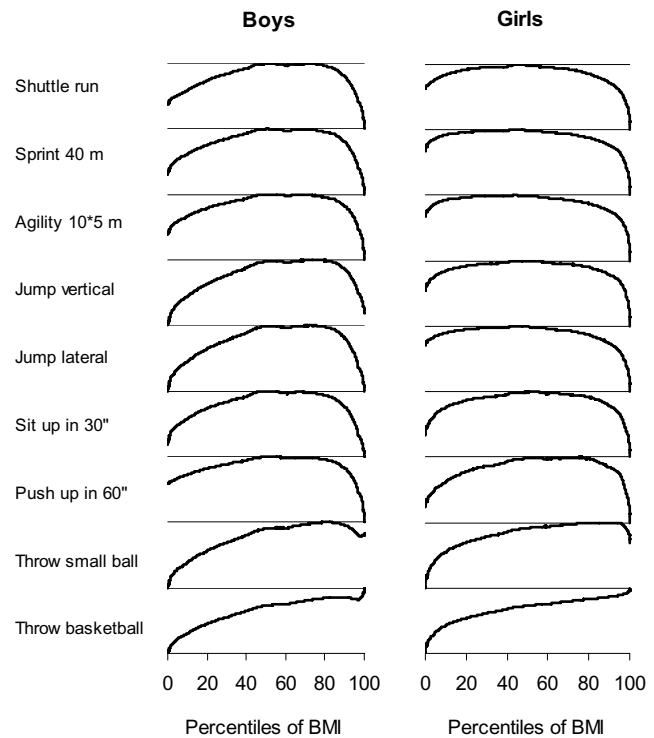 Boys Girls
Shuttle run
Sprint 40 m
Agility 10*5 m
Jump vertical
Jump lateral
Sit up in 30"
Push up in 60"
Throw small ball
Throw basketball
0 20 40 60 80 100 0 20 40 60 80 100
Percentiles of BMI Percentiles of BMI